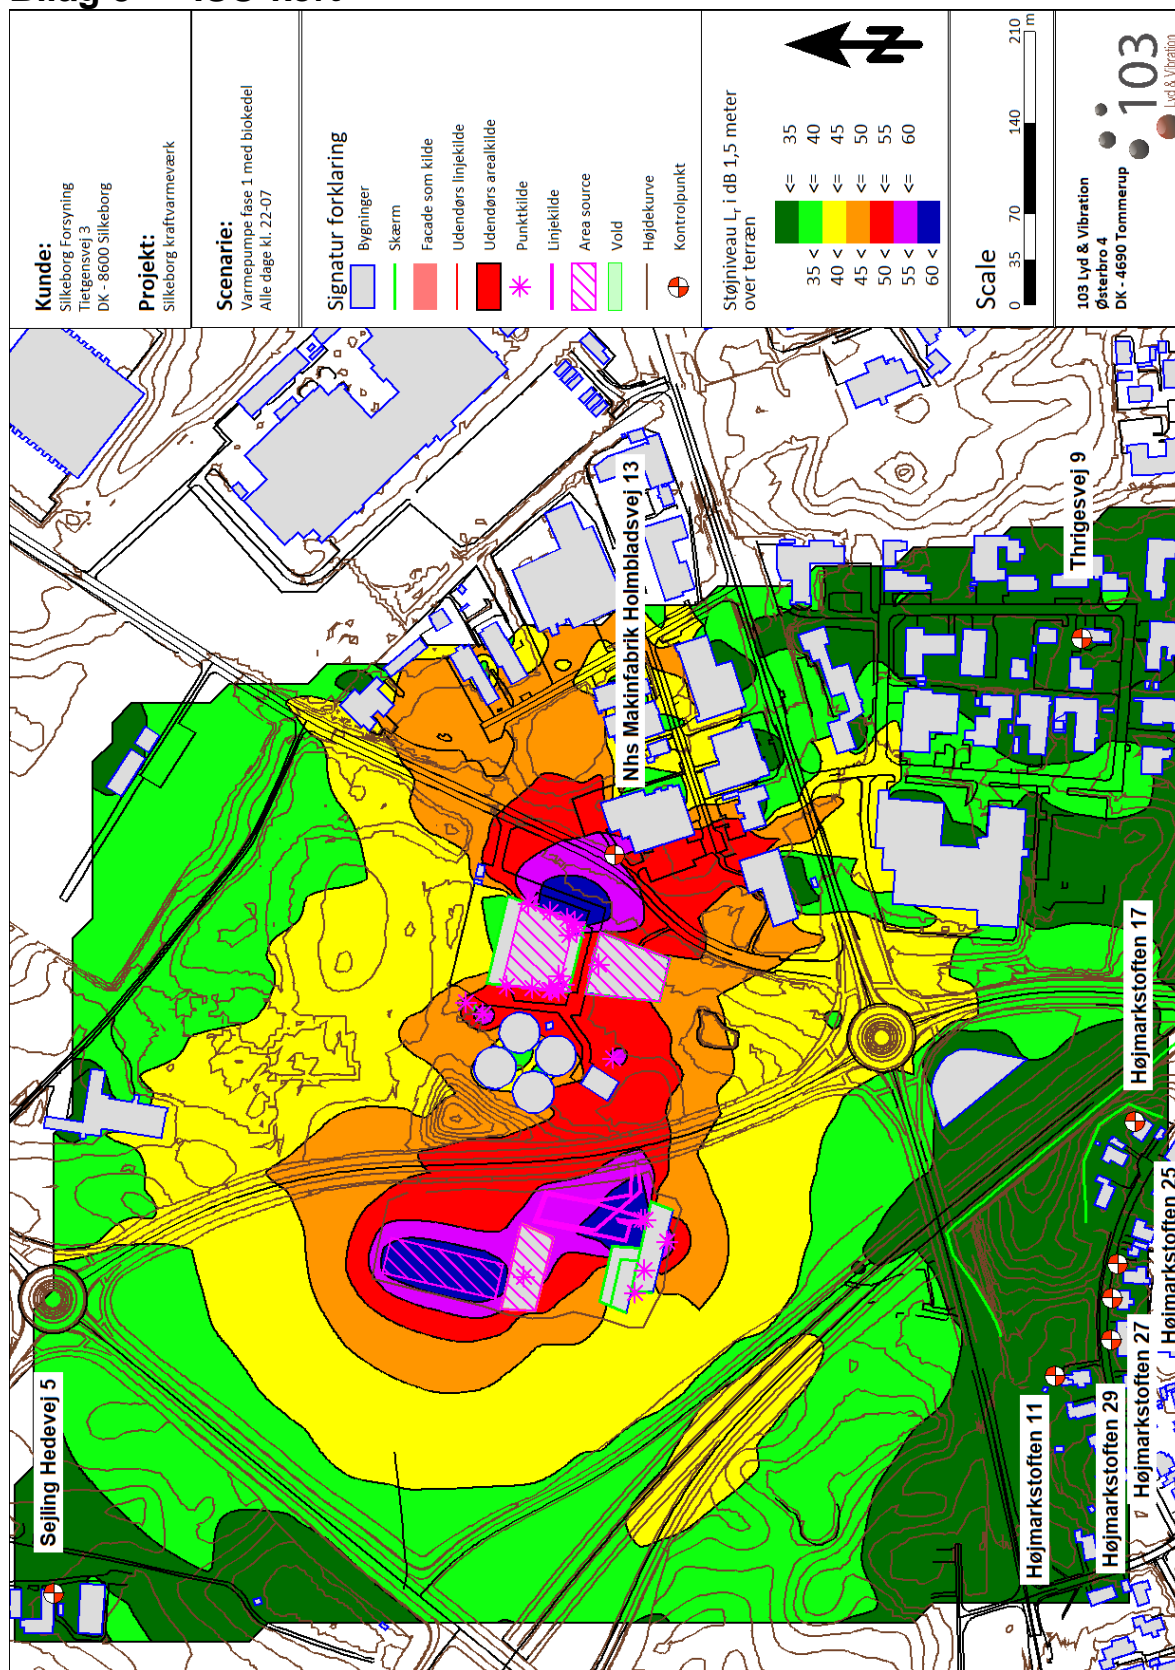 Kunde:
Silkeborg Forsyning
Tietgensvej 3
DK - 8600 Silkeborg
Projekt:
Silkeborg kraftvarmeværk
Scenarie:
Varmepumpe fase 1 med biokedel
Alle dage kl. 22-07
Signatur forklaring
Bygninger
Skærm
Facade som kilde
Udendørs linjekilde
Udendørs arealkilde
Punktkilde
Linjekilde
Area source
Vold
Højdekurve
Kontrolpunkt
Støjniveau Lr i dB 1,5 meter
over terræn
<= 35
35 < <= 40
40 < <= 45
45 < <= 50
50 < <= 55
55 < <= 60
60 <
N
Scale
0 35 70 140 210
m
103 Lyd & Vibration
Østerbro 4
DK - 4690 Tommerup
103
Lyd & Vibration
Sejling Hedevej 5
Nhs Makinfabrik Holmbladsvej 13
Thrigesvej 9
Højmarkstoften 17
Højmarkstoften 25
Højmarkstoften 27
Højmarkstoften 29
Højmarkstoften 11